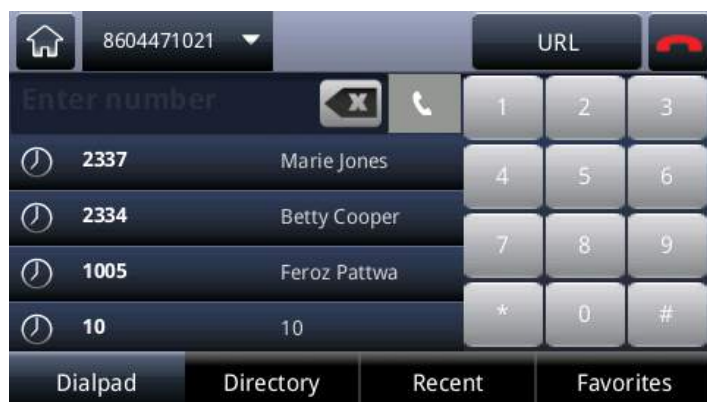 8604471021 URL
Enter number 1 2 3
2337 Marie Jones
4 5 6
2334 Betty Cooper
7 8 9
1005 Feroz Pattwa
10 10
* 0 #
Dialpad Directory Recent Favorites